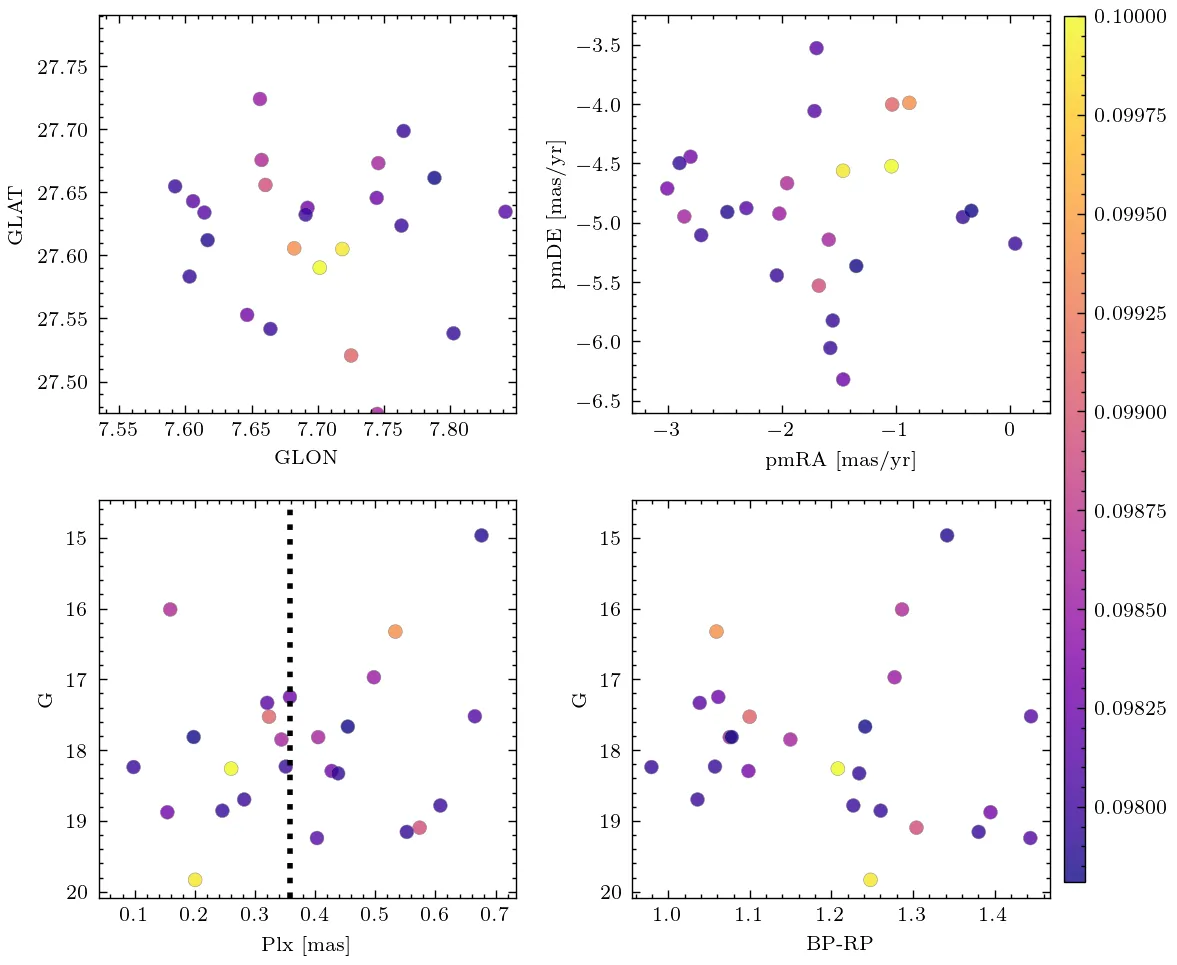 27.75
27.70
27.65
27.60
27.55
27.50
GLAT
7.55 7.60 7.65 7.70 7.75 7.80
GLON
−3.5
−4.0
−4.5
−5.0
−5.5
−6.0
−6.5
pmDE [mas/yr]
−3 −2 −1 0
pmRA [mas/yr]
15
16
17
18
19
20
G
0.1 0.2 0.3 0.4 0.5 0.6 0.7
Plx [mas]
15
16
17
18
19
20
G
1.0 1.1 1.2 1.3 1.4
BP-RP
0.10000
0.09975
0.09950
0.09925
0.09900
0.09875
0.09850
0.09825
0.09800